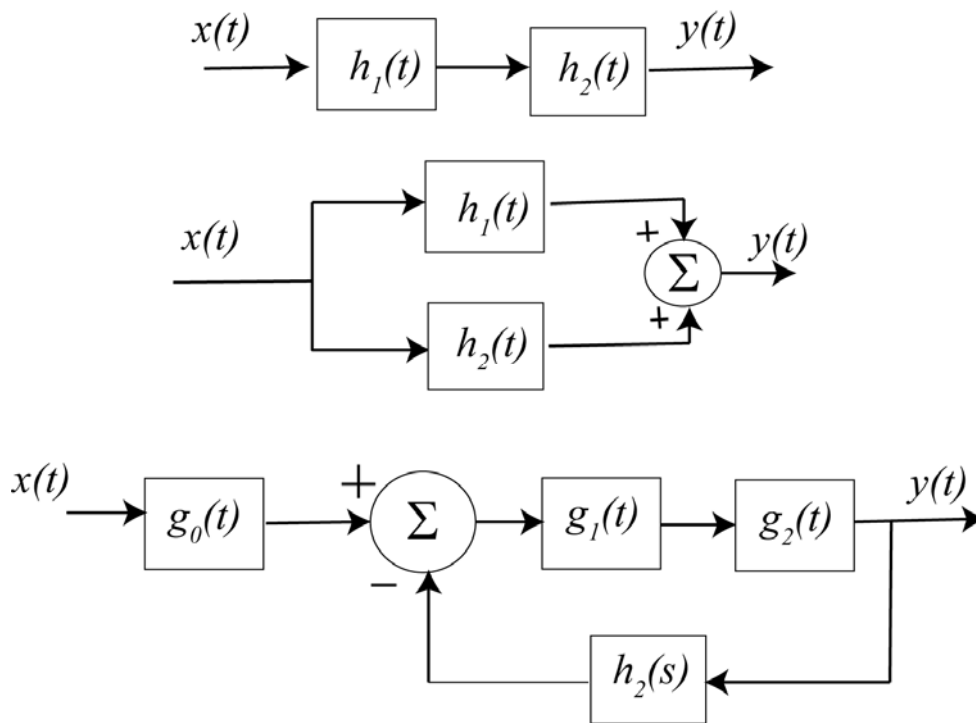 x(t) h₁(t) h₂(t) y(t)
x(t) h₁(t) + Σ y(t)
h₂(t) +
x(t) g₀(t) + Σ g₁(t) g₂(t) y(t)
−
h₂(s)